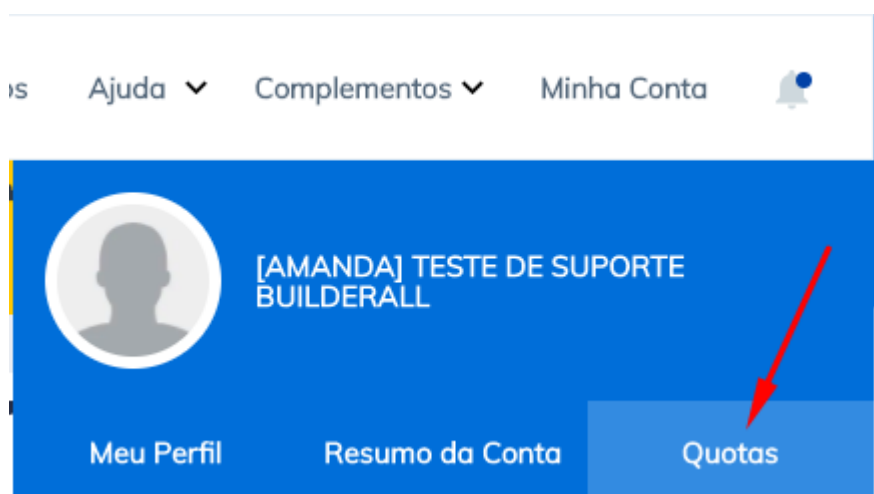 os Ajuda Complementos Minha Conta
[AMANDA] TESTE DE SUPORTE
BUILDERALL
Meu Perfil Resumo da Conta Quotas